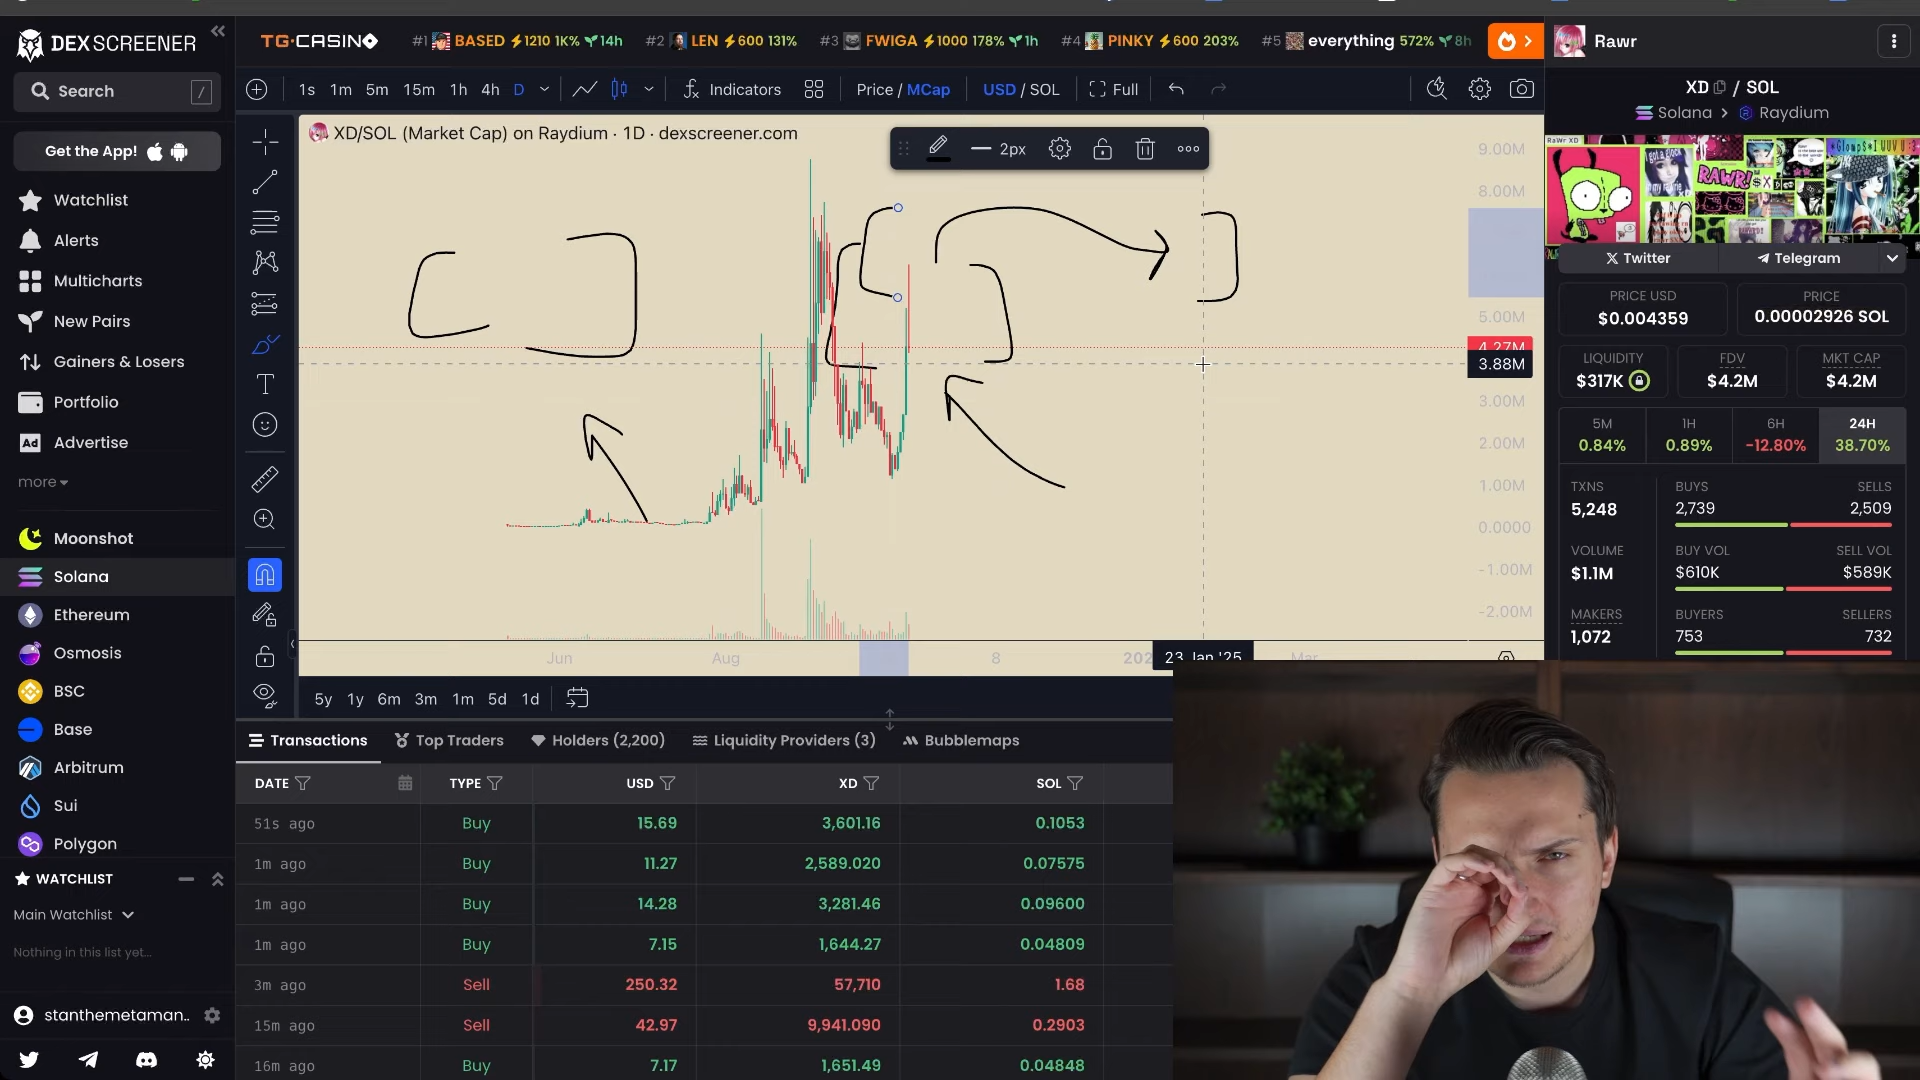 DEX SCREENER
Search /
Get the App!
Watchlist
Alerts
Multicharts
New Pairs
Gainers & Losers
Portfolio
Ad Advertise
more
Moonshot
Solana
Ethereum
Osmosis
BSC
Base
Arbitrum
Sui
Polygon
WATCHLIST
Main Watchlist
Nothing in this list yet...
stanthemetaman..
TG.CASINO
#1 BASED 1210 1K% 14h
#2 LEN 600 131%
#3 FWIGA 1000 178% 1h
#4 PINKY 600 203%
#5 everything 572% 8h
1s 1m 5m 15m 1h 4h D
Indicators
Price / MCap
USD / SOL
Full
XD/SOL (Market Cap) on Raydium · 1D · dexscreener.com
2px
9.00M
8.00M
5.00M
4.27M
3.88M
3.00M
2.00M
1.00M
0.0000
-1.00M
-2.00M
Jun
Aug
8
202
23 Jan '25
Mar
5y 1y 6m 3m 1m 5d 1d
Transactions
Top Traders
Holders (2,200)
Liquidity Providers (3)
Bubblemaps
DATE TYPE USD XD SOL
51s ago Buy 15.69 3,601.16 0.1053
1m ago Buy 11.27 2,589.020 0.07575
1m ago Buy 14.28 3,281.46 0.09600
1m ago Buy 7.15 1,644.27 0.04809
3m ago Sell 250.32 57,710 1.68
15m ago Sell 42.97 9,941.090 0.2903
16m ago Buy 7.17 1,651.49 0.04848
Rawr
XD / SOL
Solana > Raydium
RaWr XD
RAWR!
$XD
Twitter
Telegram
PRICE USD
$0.004359
PRICE
0.00002926 SOL
LIQUIDITY
$317K
FDV
$4.2M
MKT CAP
$4.2M
5M
0.84%
1H
0.89%
6H
-12.80%
24H
38.70%
TXNS
5,248
BUYS
2,739
SELLS
2,509
VOLUME
$1.1M
BUY VOL
$610K
SELL VOL
$589K
MAKERS
1,072
BUYERS
753
SELLERS
732